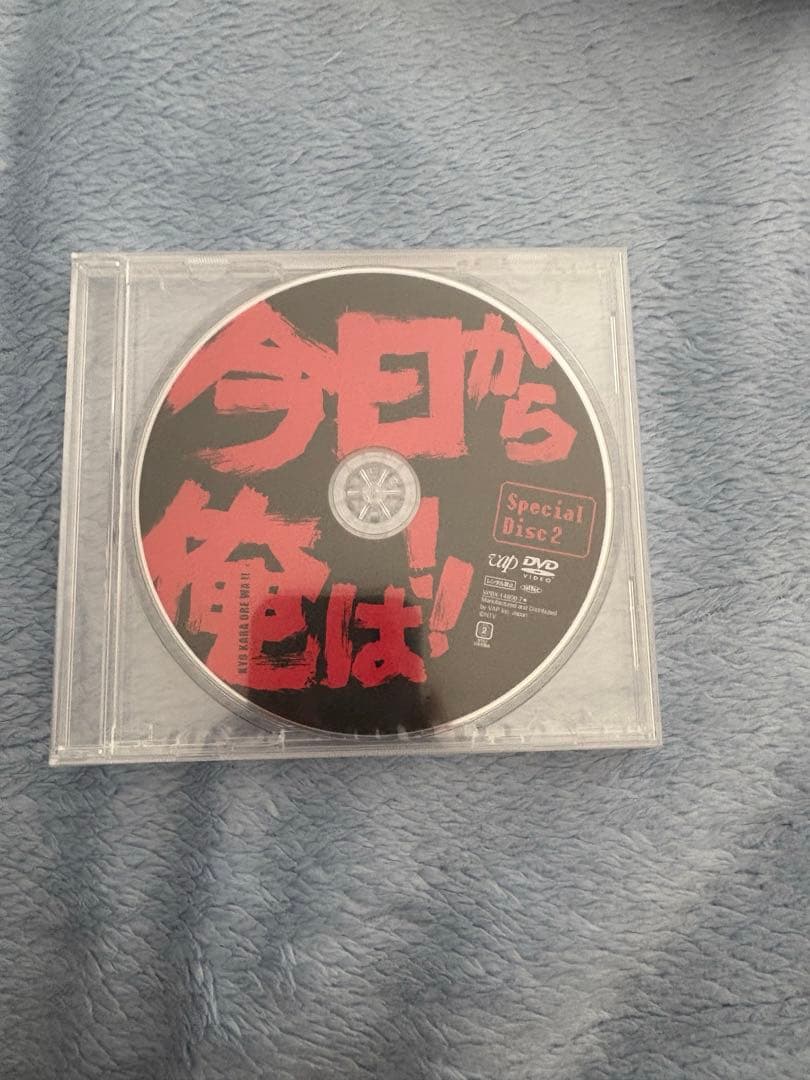 今日から
俺は!!
KYO KARA ORE WA !!
Special
Disc 2
vap DVD
VIDEO
レンタル禁止
Manufactured and Distributed
by VAP Inc. Japan
©NTV
2